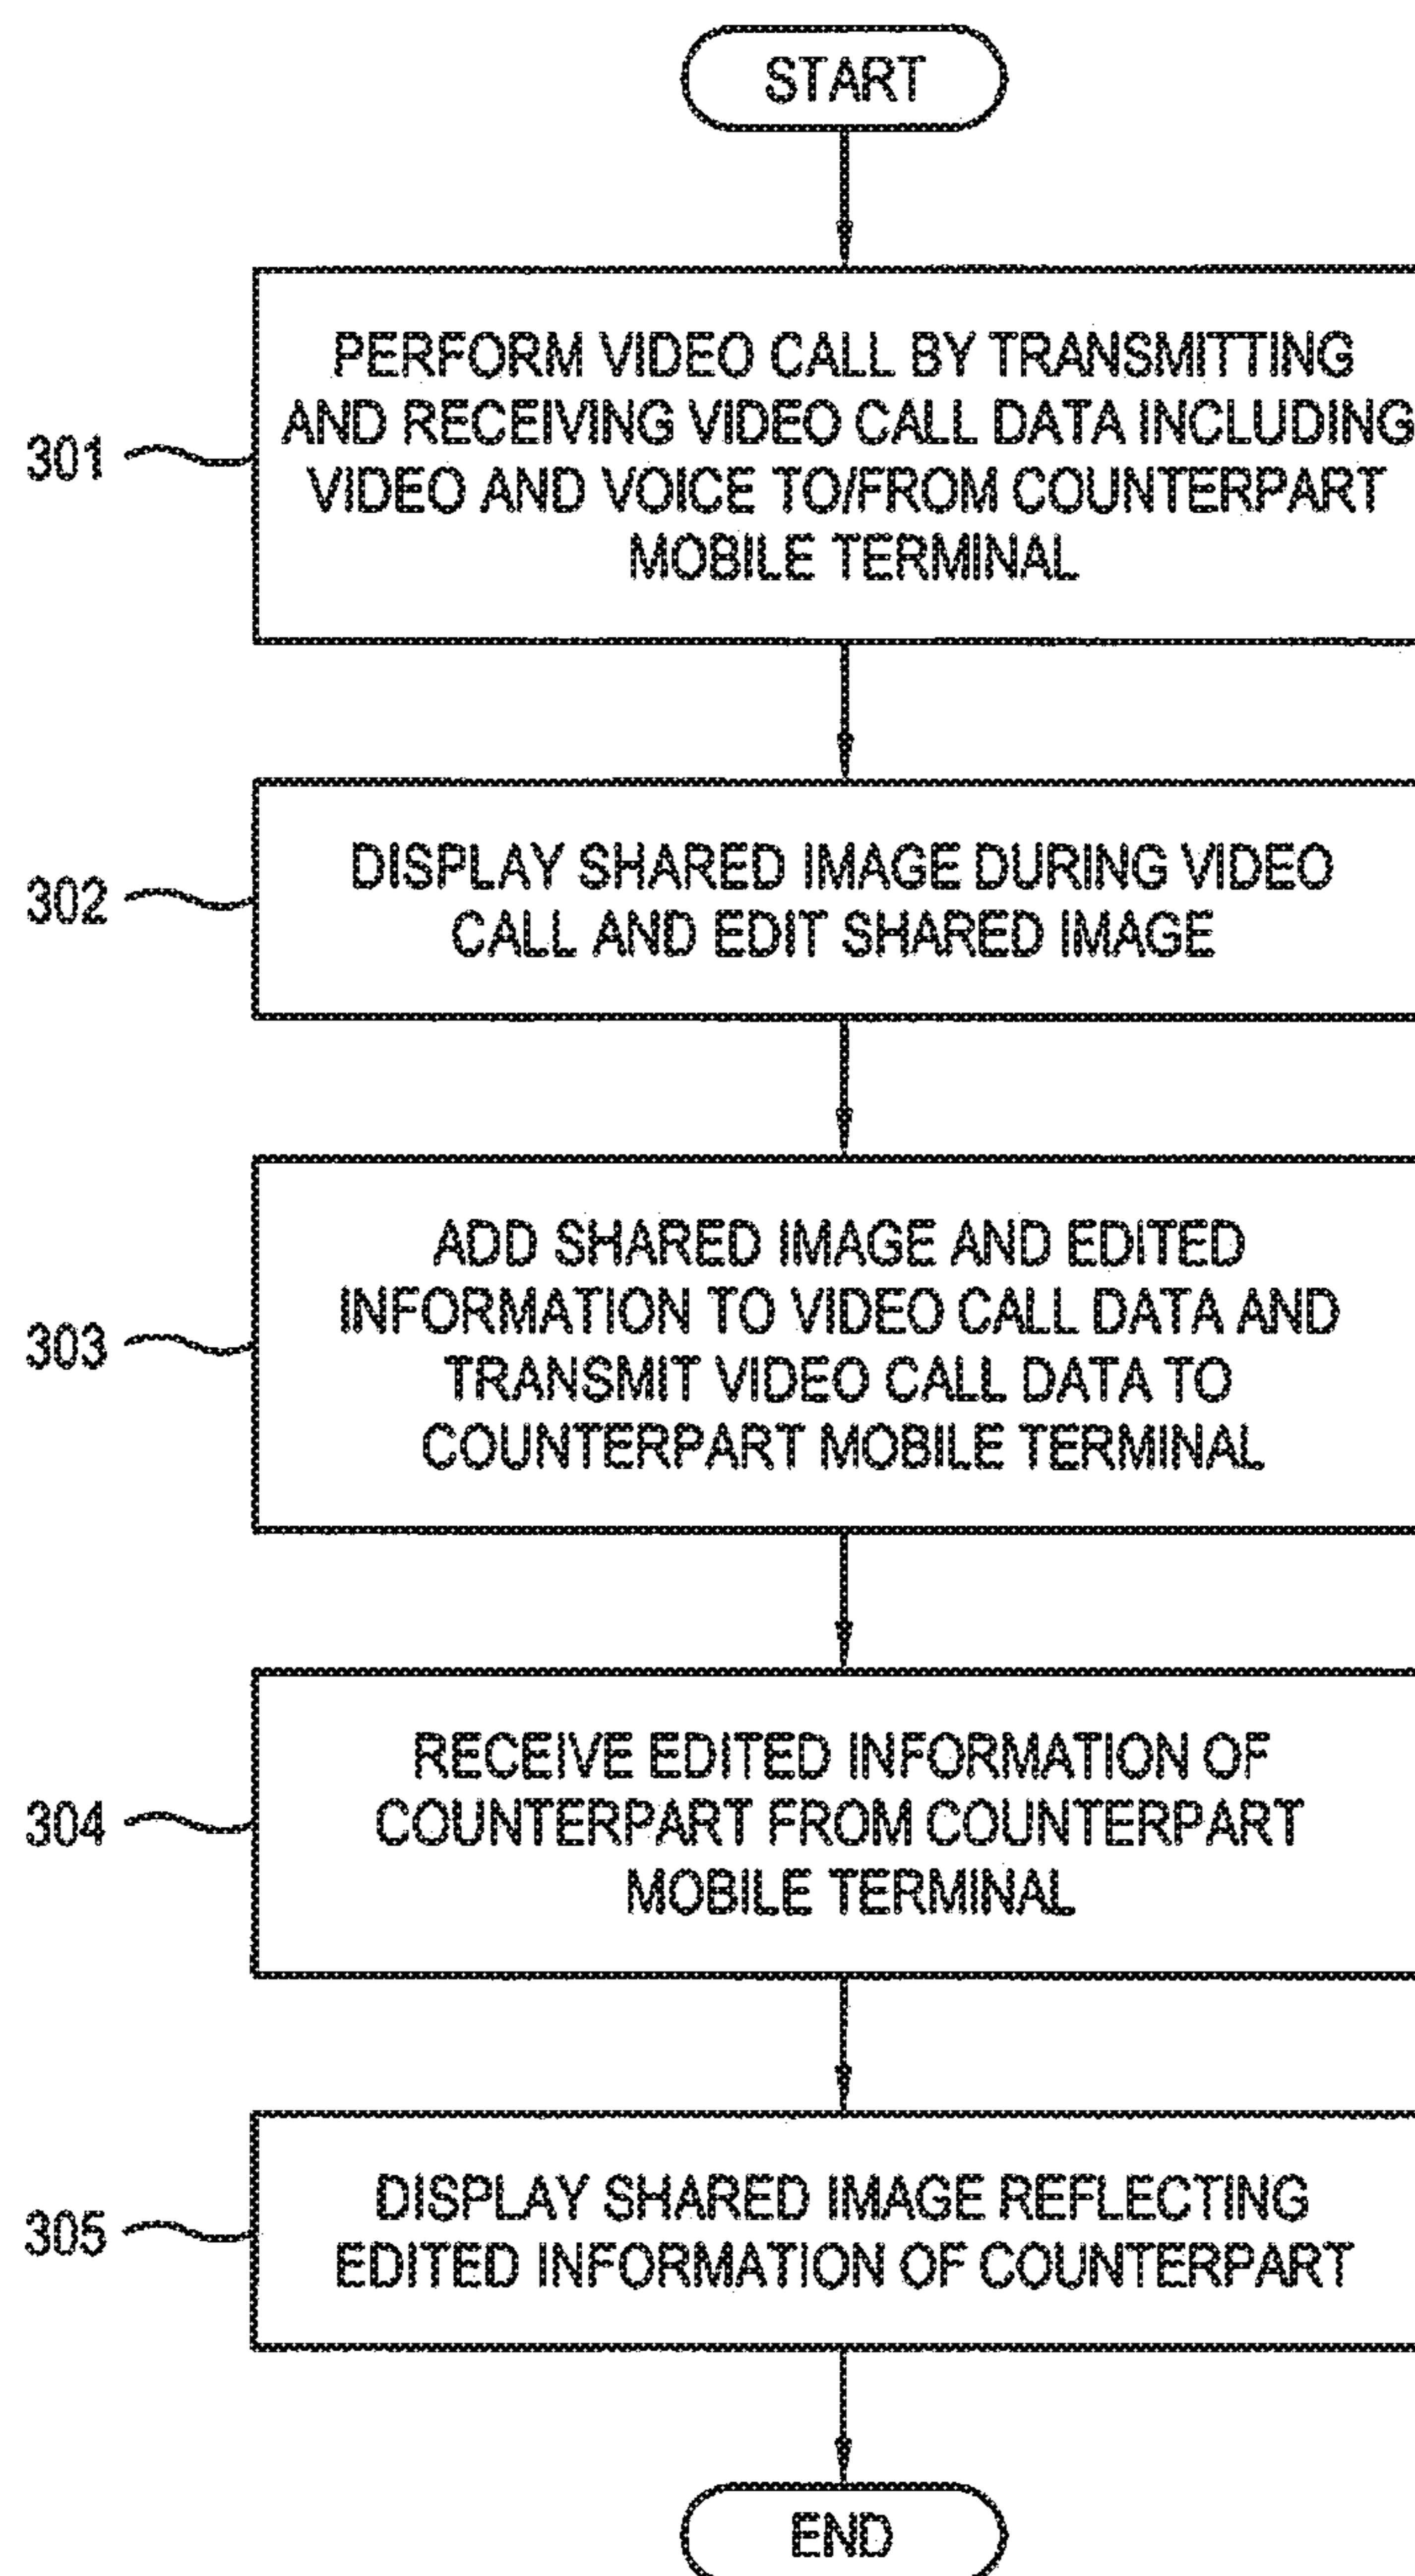 START
PERFORM VIDEO CALL BY TRANSMITTING
AND RECEIVING VIDEO CALL DATA INCLUDING
301
VIDEO AND VOICE TO/FROM COUNTERPART
MOBILE TERMINAL
DISPLAY SHARED IMAGE DURING VIDEO
302
CALL AND EDIT SHARED IMAGE
ADD SHARED IMAGE AND EDITED
INFORMATION TO VIDEO CALL DATA AND
303
TRANSMIT VIDEO CALL DATA TO
COUNTERPART MOBILE TERMINAL
RECEIVE EDITED INFORMATION OF
304
COUNTERPART FROM COUNTERPART
MOBILE TERMINAL
DISPLAY SHARED IMAGE REFLECTING
305
EDITED INFORMATION OF COUNTERPART
END